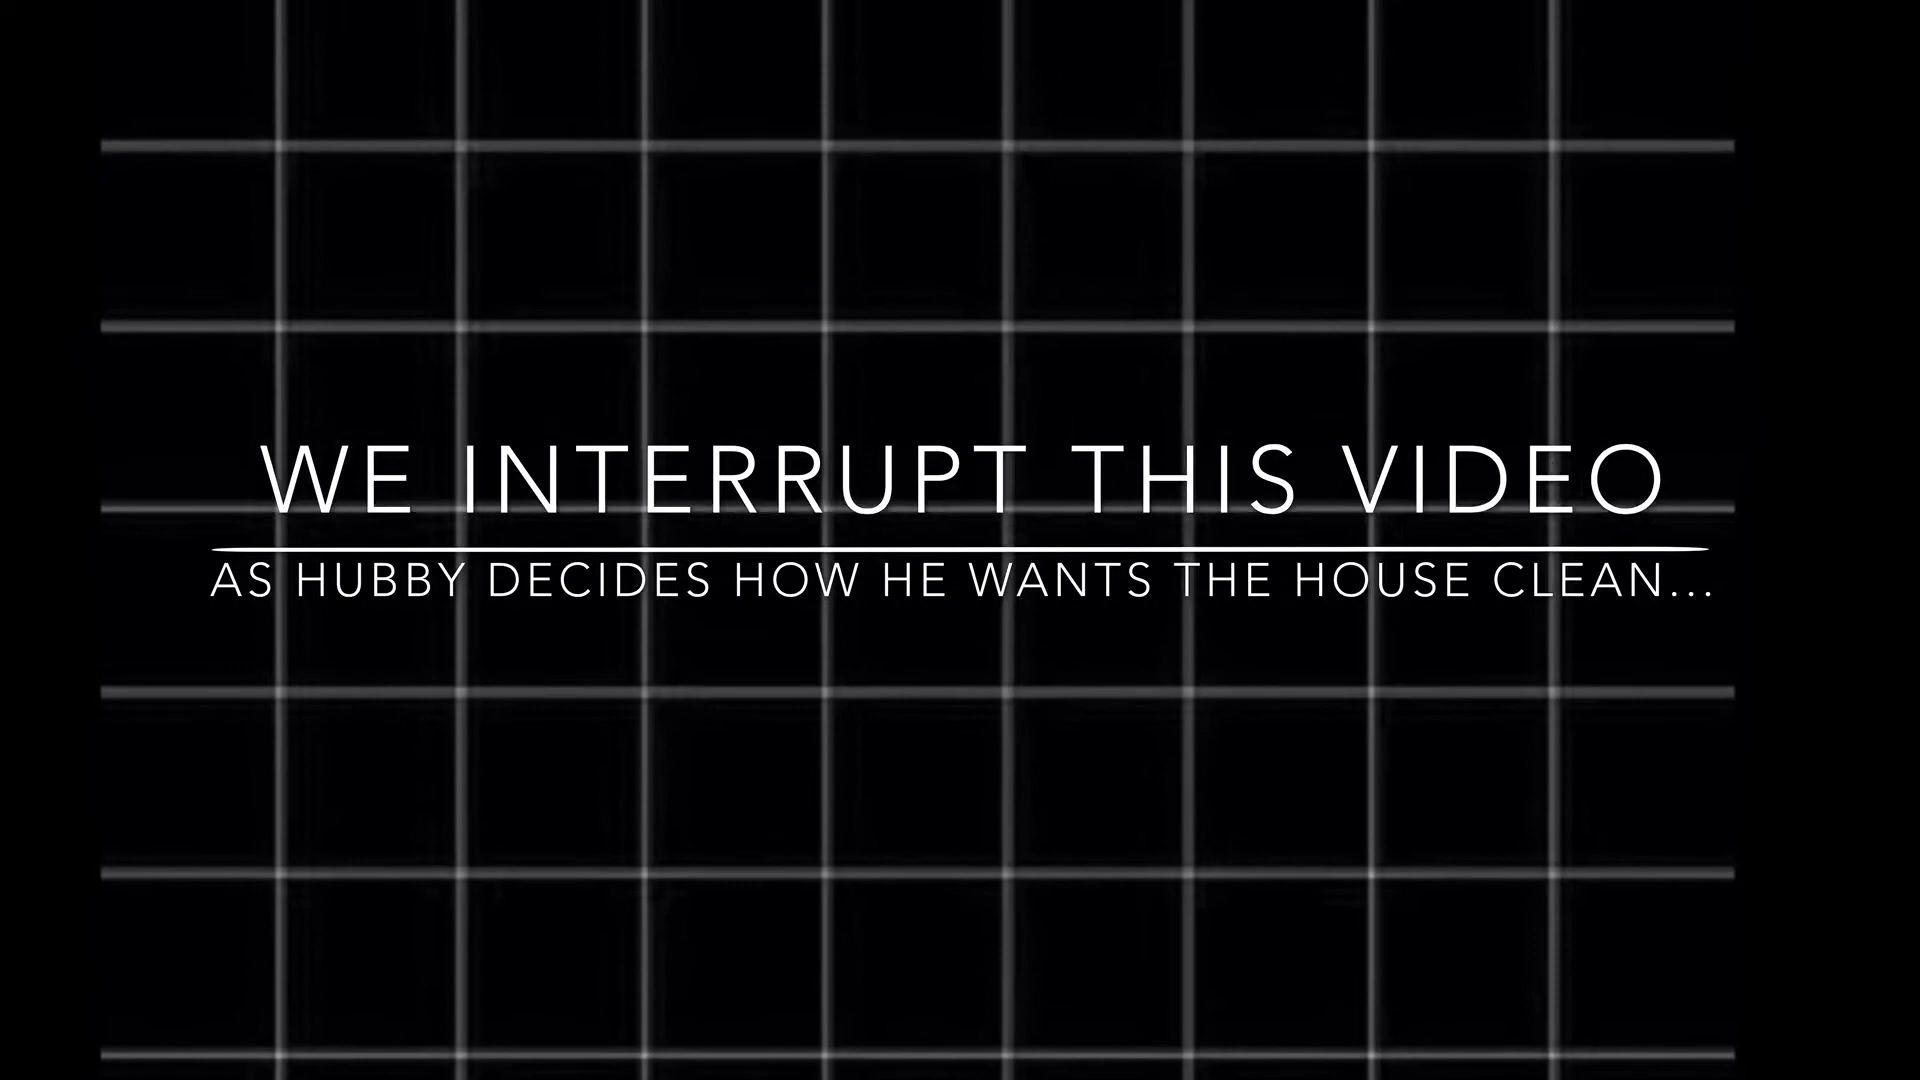 WE INTERRUPT THIS VIDEO
AS HUBBY DECIDES HOW HE WANTS THE HOUSE CLEAN...